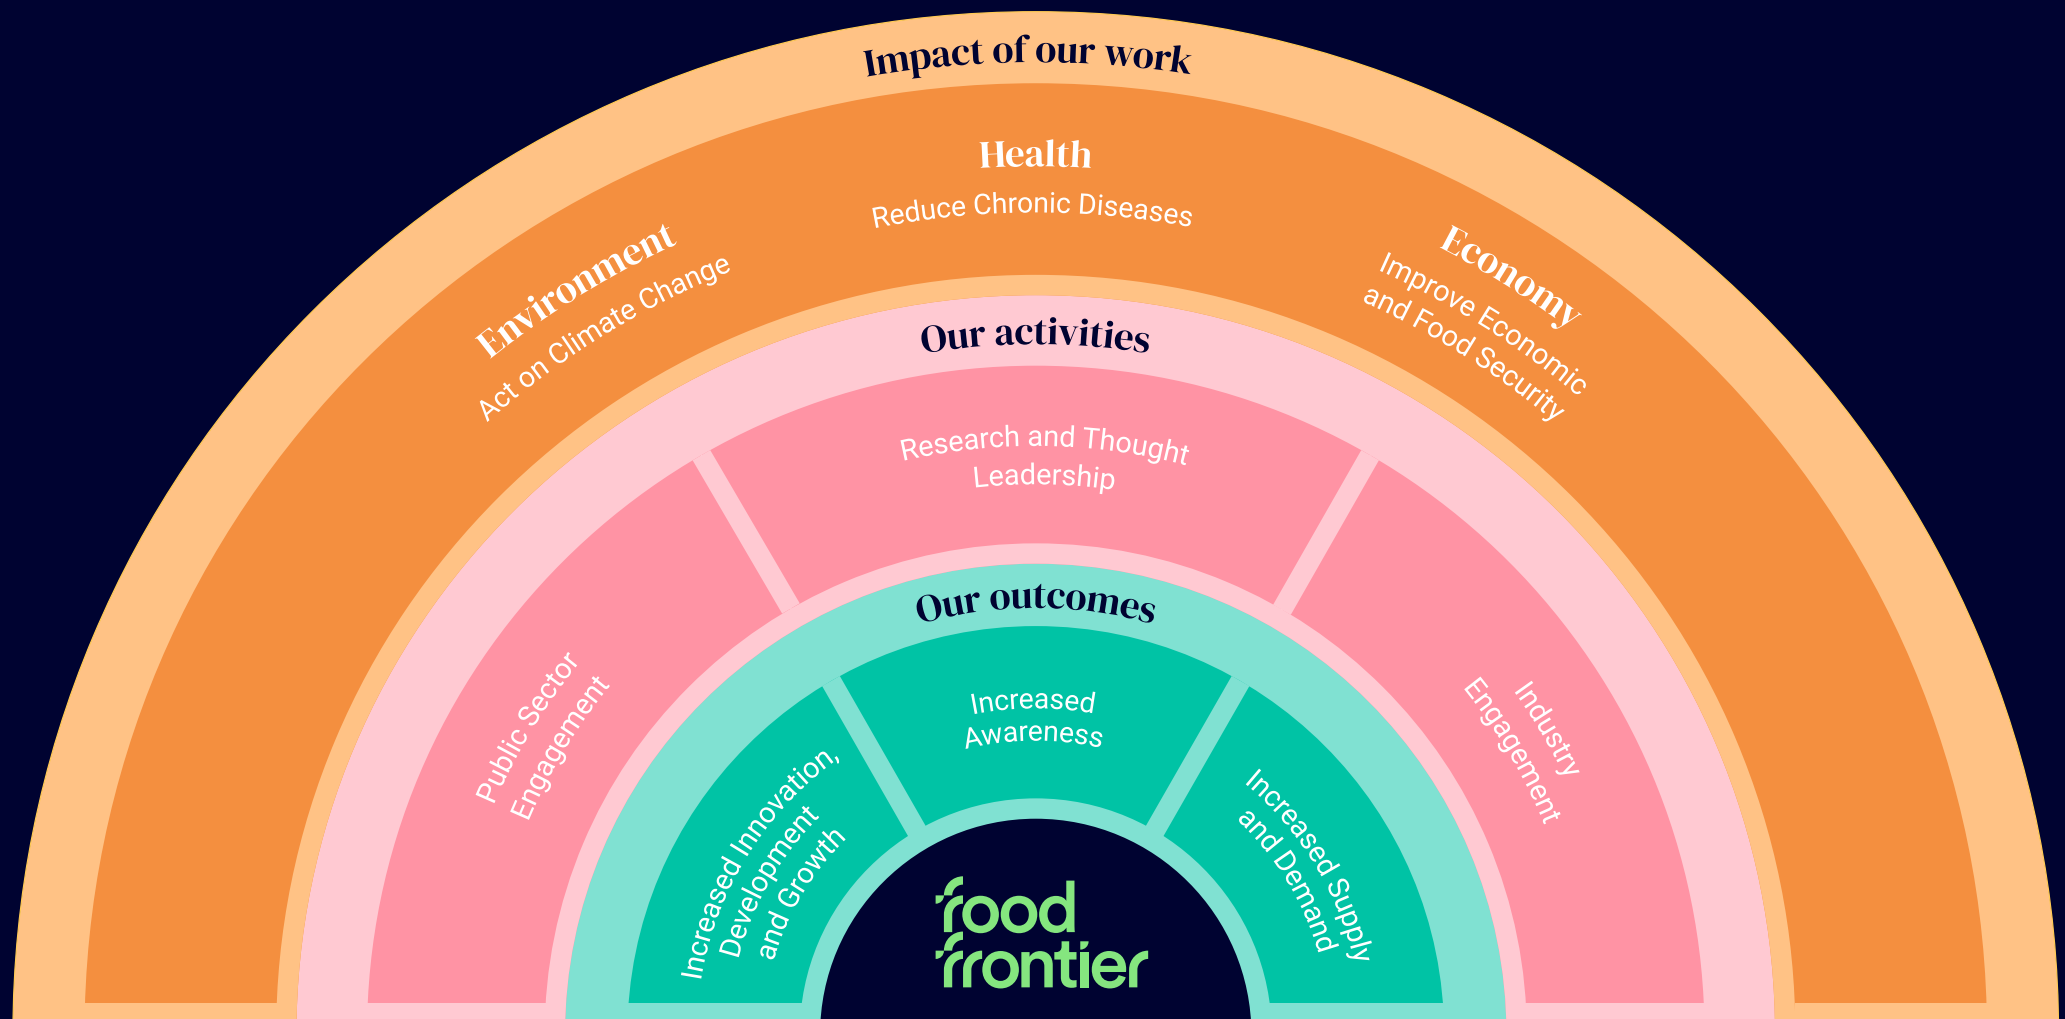 Impact of our work
Environment
Act on Climate Change
Health
Reduce Chronic Diseases
Economy
Improve Economic
and Food Security
Our activities
Public Sector
Engagement
Research and Thought
Leadership
Industry
Engagement
Our outcomes
Increased Innovation,
Development
and Growth
Increased
Awareness
Increased Supply
and Demand
food
frontier